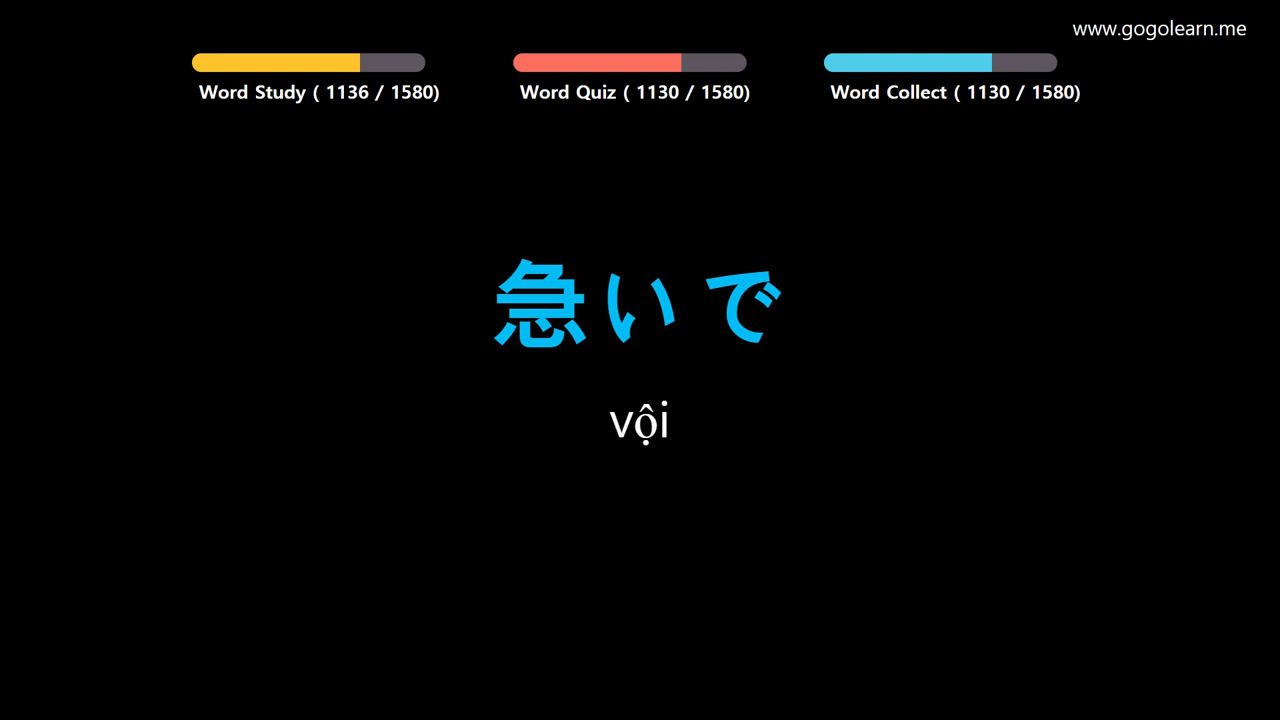 www.gogolearn.me
Word Study ( 1136 / 1580)
Word Quiz ( 1130 / 1580)
Word Collect ( 1130 / 1580)
急いで
vội